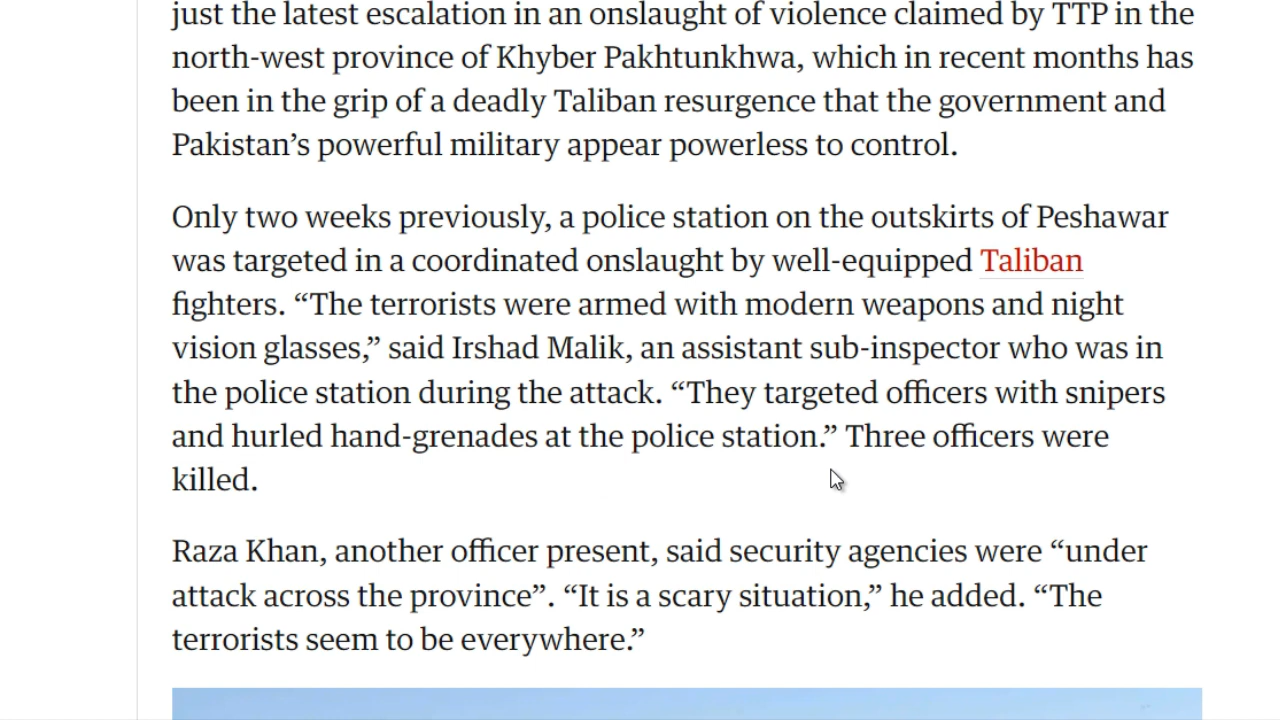 just the latest escalation in an onslaught of violence claimed by TTP in the
north-west province of Khyber Pakhtunkhwa, which in recent months has
been in the grip of a deadly Taliban resurgence that the government and
Pakistan’s powerful military appear powerless to control.
Only two weeks previously, a police station on the outskirts of Peshawar
was targeted in a coordinated onslaught by well-equipped Taliban
fighters. “The terrorists were armed with modern weapons and night
vision glasses,” said Irshad Malik, an assistant sub-inspector who was in
the police station during the attack. “They targeted officers with snipers
and hurled hand-grenades at the police station.” Three officers were
killed.
Raza Khan, another officer present, said security agencies were “under
attack across the province”. “It is a scary situation,” he added. “The
terrorists seem to be everywhere.”